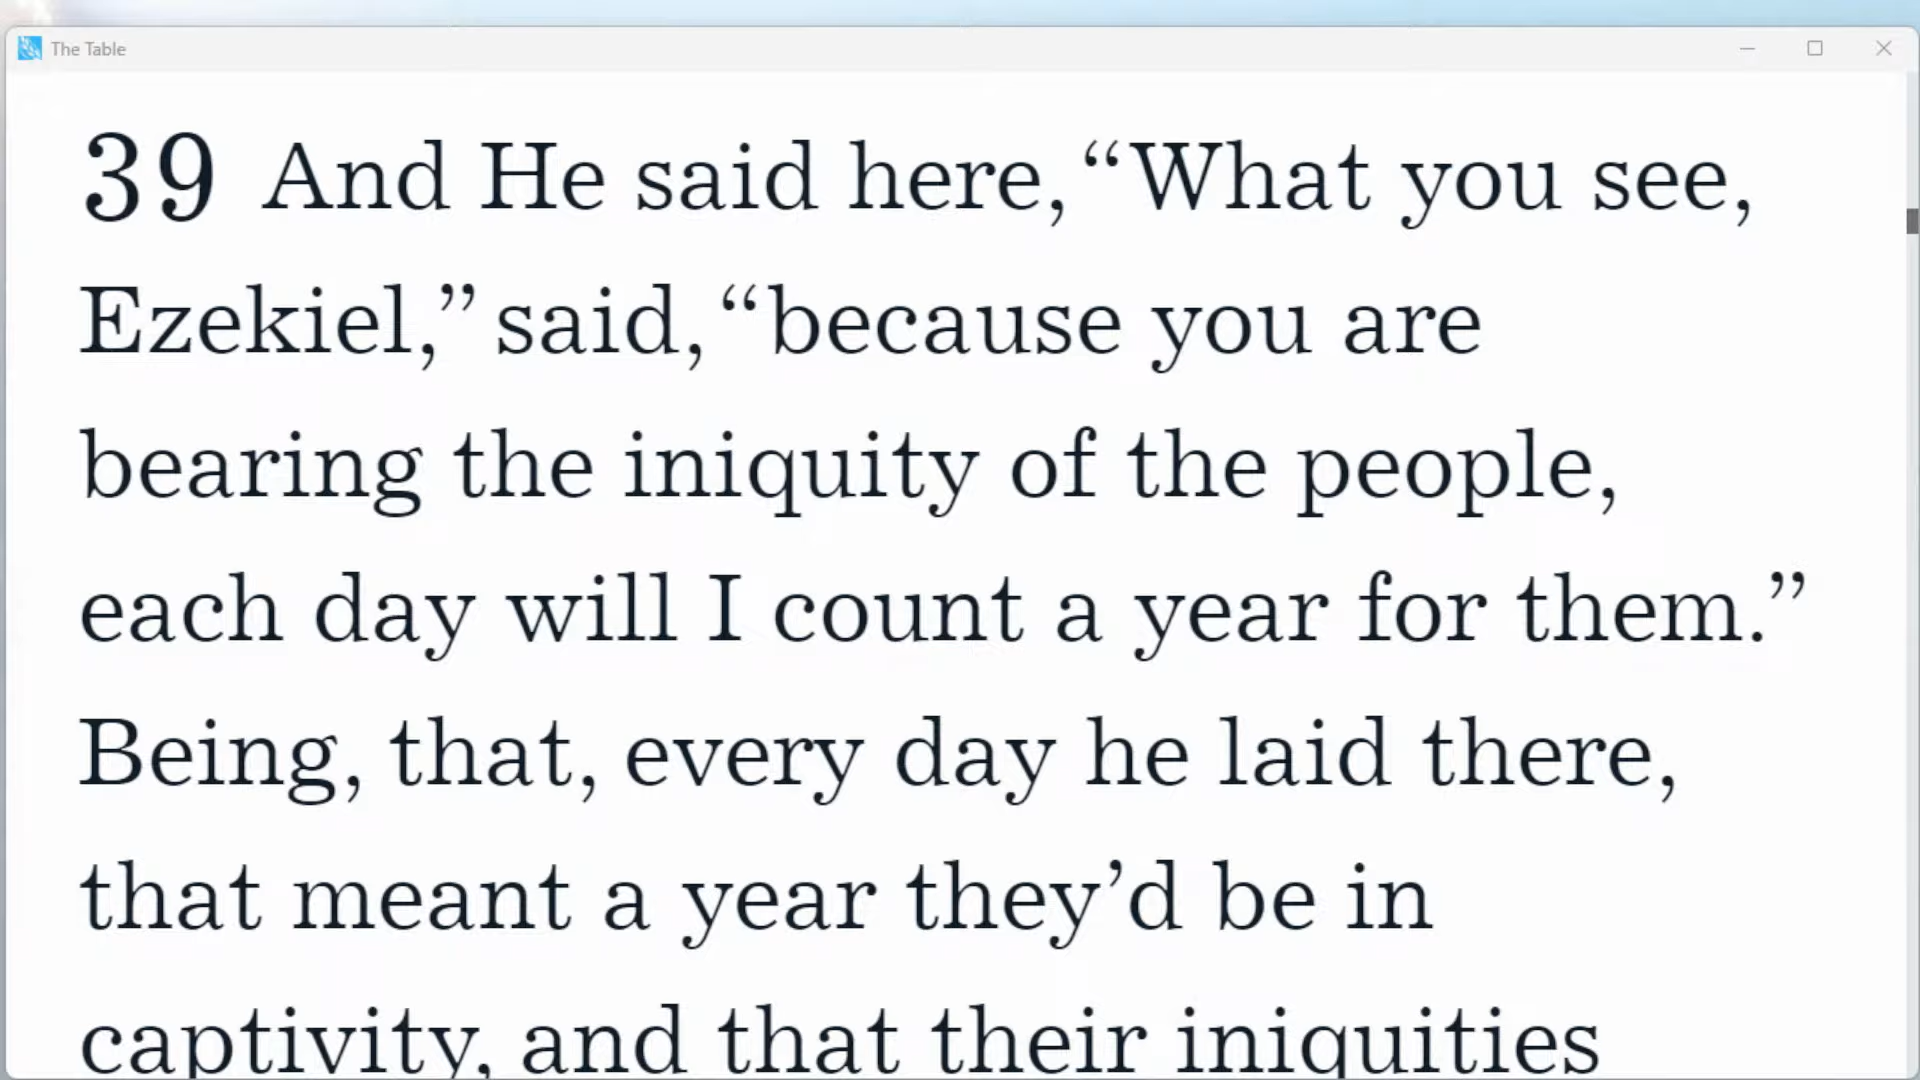 The Table
39 And He said here, “What you see,
Ezekiel,” said, “because you are
bearing the iniquity of the people,
each day will I count a year for them.”
Being, that, every day he laid there,
that meant a year they’d be in
captivity, and that their iniquities